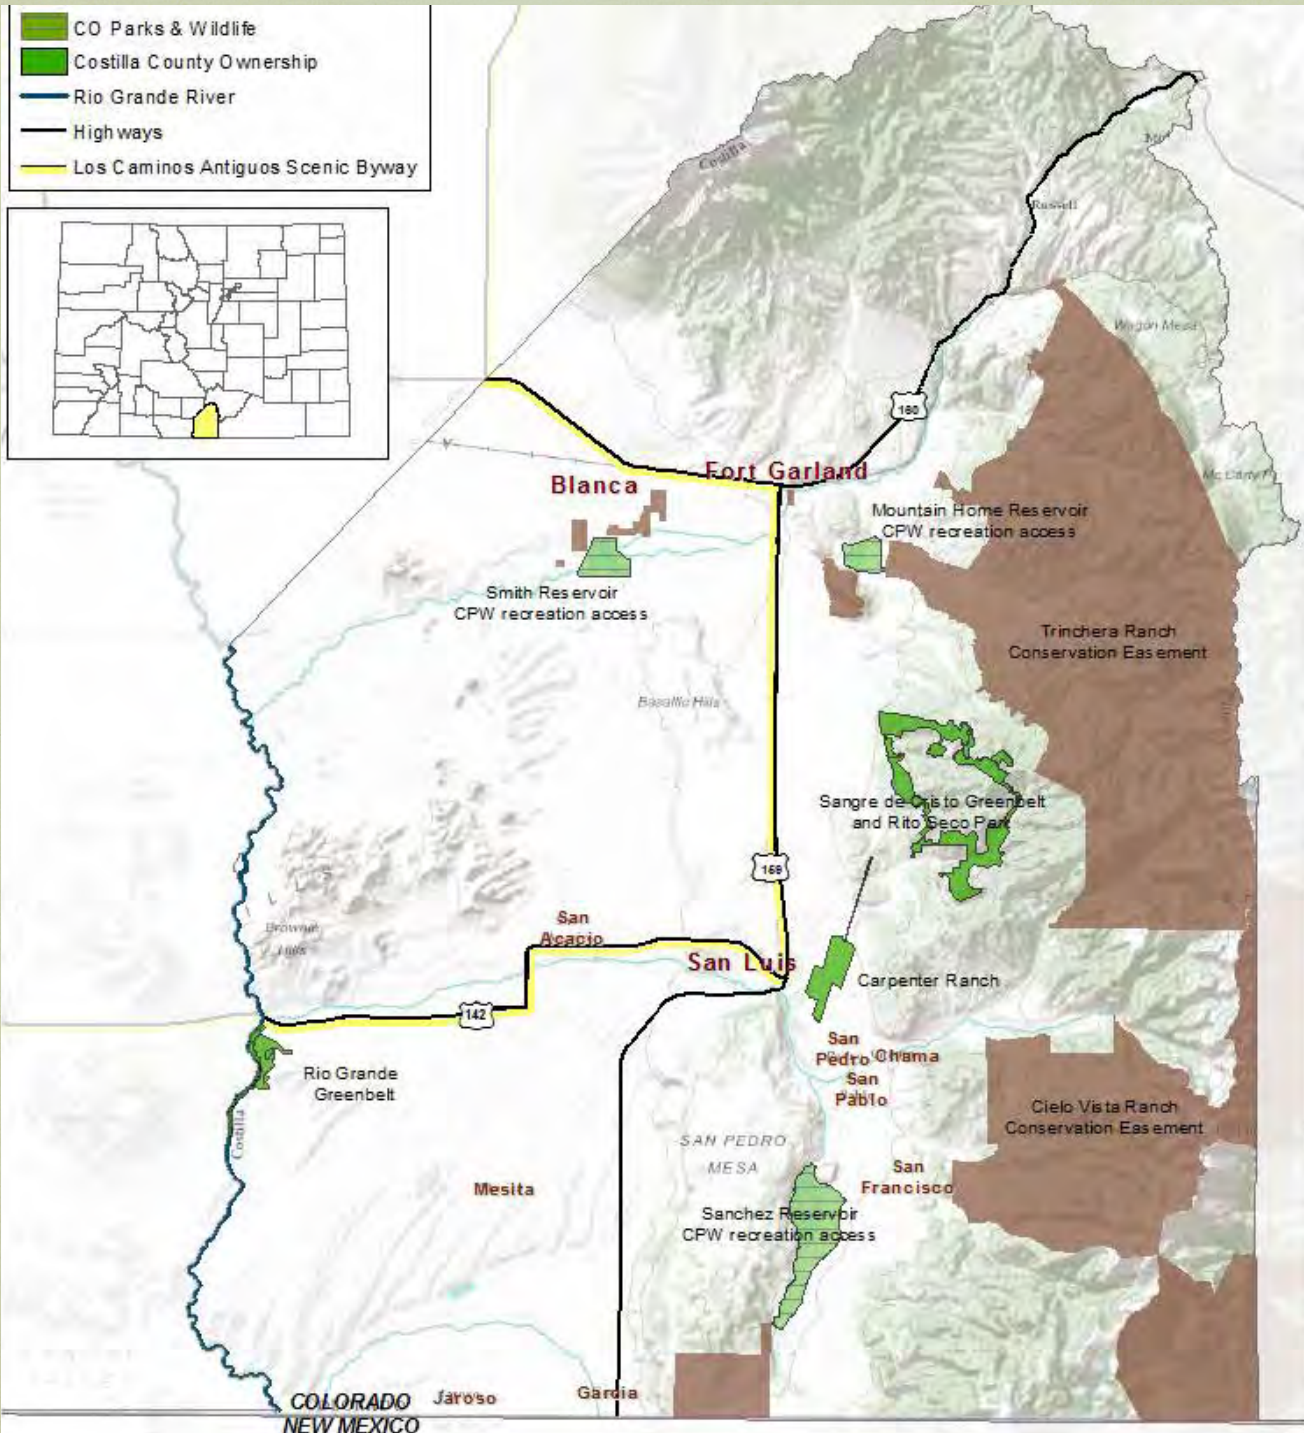 CO Parks & Wildlife
Costilla County Ownership
Rio Grande River
Highways
Los Caminos Antiguos Scenic Byway
Costilla
Russell
Wagon Mesa
160
Fort Garland
Blanca
Mountain Home Reservoir
CPW recreation access
Smith Reservoir
CPW recreation access
Trinchera Ranch
Conservation Easement
Basaltic Hills
Sangre de Cristo Greenbelt
and Rito Seco Park
159
San
Acacio
Brownie
Hills
San Luis
Carpenter Ranch
142
San
Pedro
Chama
San
Pablo
Rio Grande
Greenbelt
Costilla
Cielo Vista Ranch
Conservation Easement
SAN PEDRO
MESA
San
Francisco
Mesita
Sanchez Reservoir
CPW recreation access
COLORADO
NEW MEXICO
Jaroso
Garcia